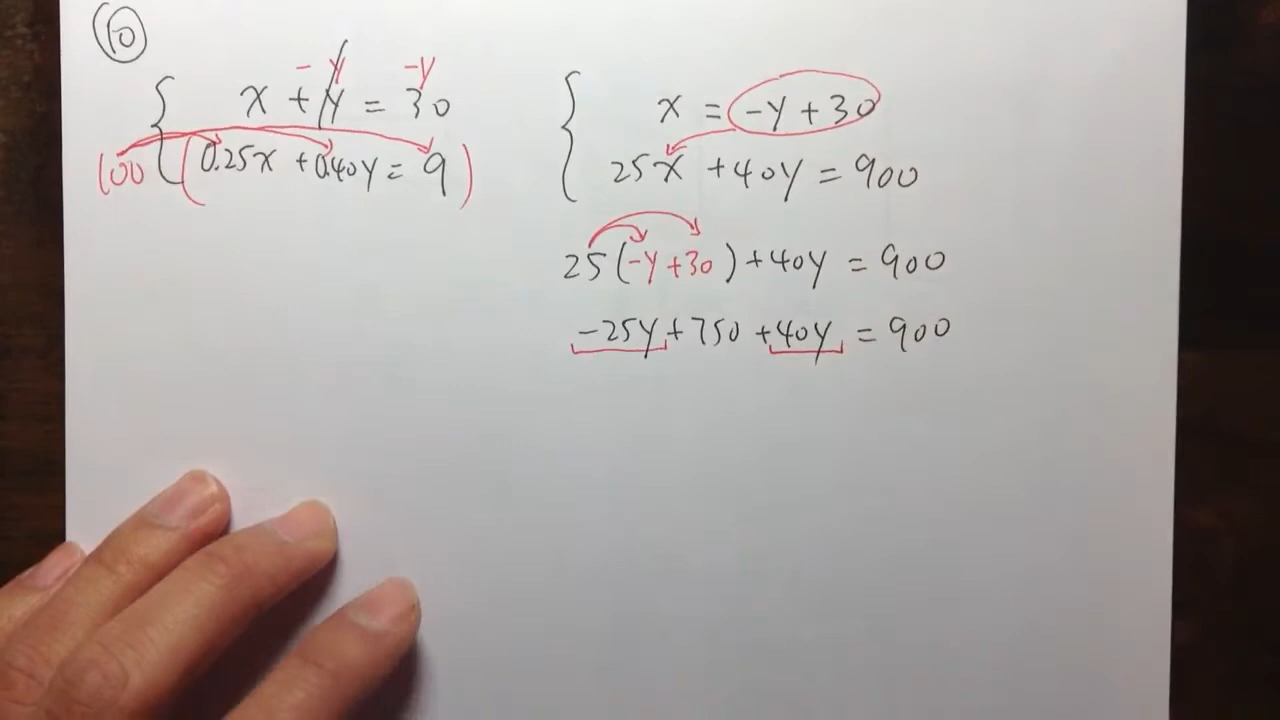 10
- y -y
x + y = 30
100 ( 0.25x + 0.40y = 9 )
x = -y + 30
25x + 40y = 900
25 (-y + 30) + 40y = 900
-25y + 750 + 40y = 900